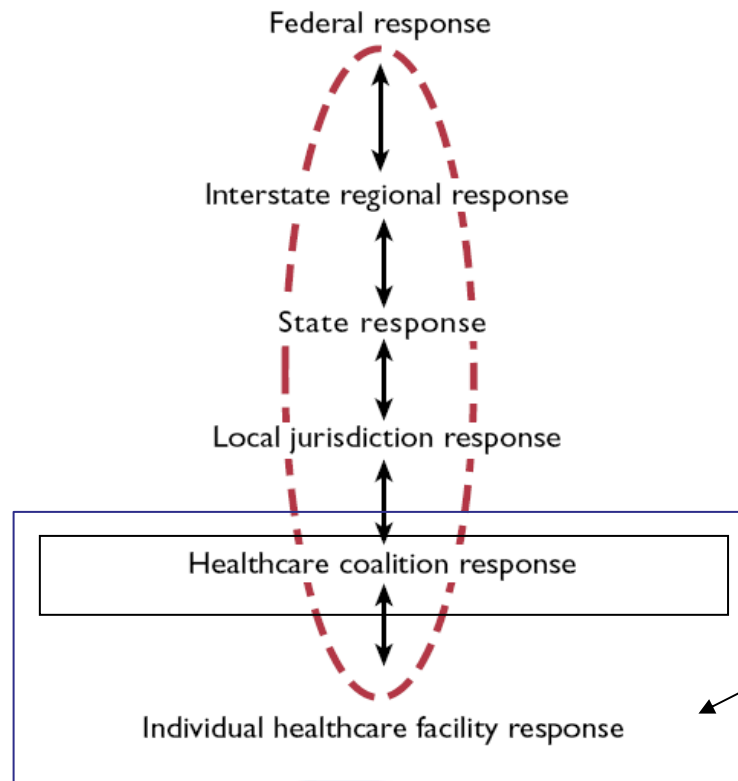 Federal response
Interstate regional response
State response
Local jurisdiction response
Healthcare coalition response
Individual healthcare facility response